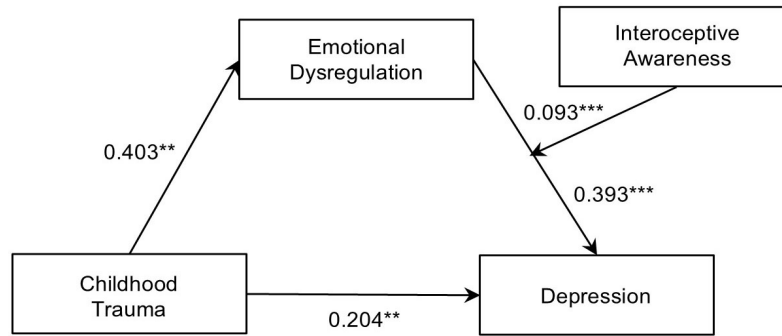 Emotional
Dysregulation
Interoceptive
Awareness
0.093***
0.403**
0.393***
Childhood
Trauma
0.204**
Depression